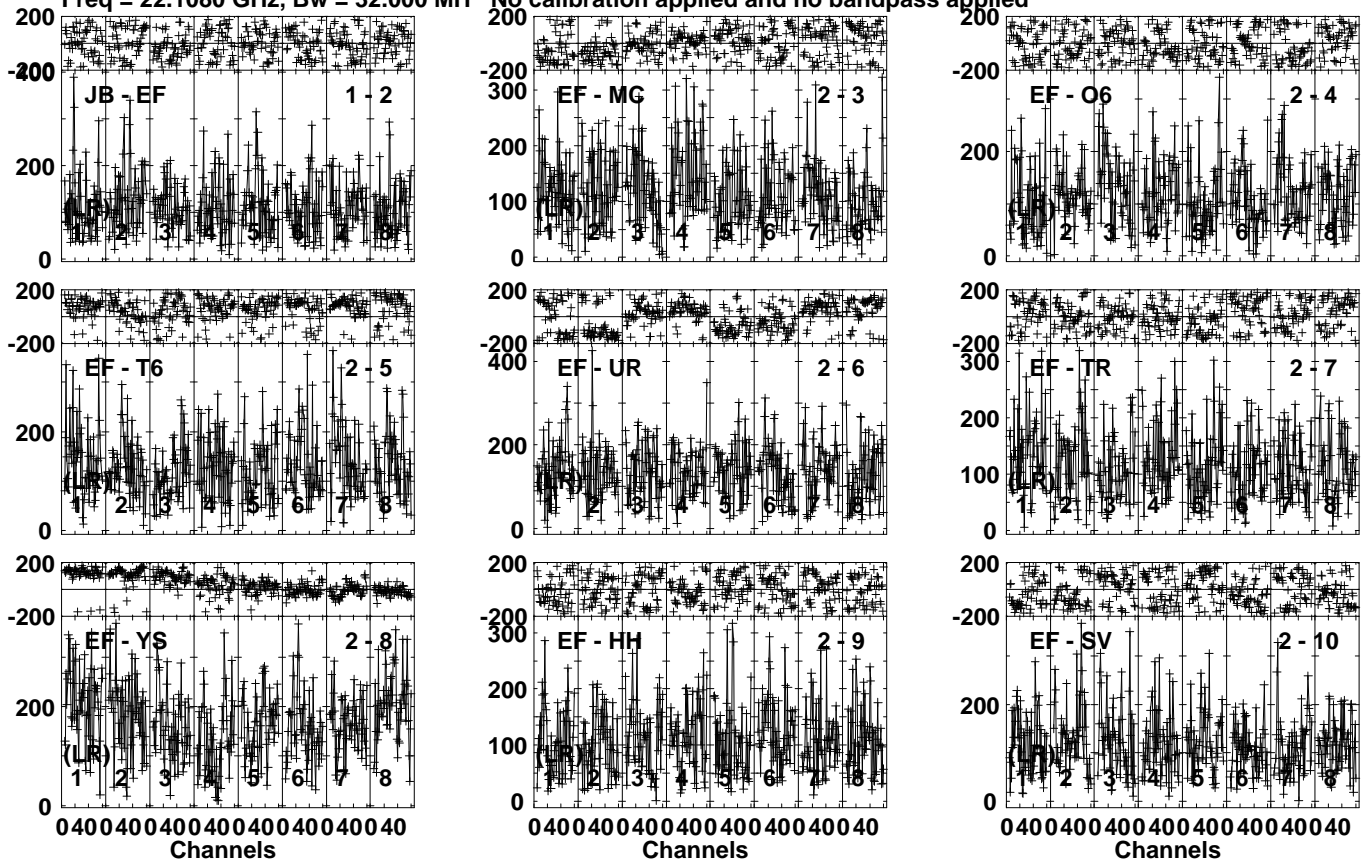 Freq = 22.1080 GHz, Bw = 32.000 MH No calibration applied and no bandpass applied
200
-200
400
200
0
JB - EF 1 - 2
(LR)
1 2 3 4 5 6 7 8
200
-200
300
200
100
0
EF - MC 2 - 3
(LR)
1 2 3 4 5 6 7 8
200
-200
200
0
EF - O6 2 - 4
(LR)
1 2 3 4 5 6 7 8
200
-200
200
0
EF - T6 2 - 5
(LR)
1 2 3 4 5 6 7 8
200
-200
400
200
0
EF - UR 2 - 6
(LR)
1 2 3 4 5 6 7 8
200
-200
300
200
100
0
EF - TR 2 - 7
(LR)
1 2 3 4 5 6 7 8
200
-200
200
0
EF - YS 2 - 8
(LR)
1 2 3 4 5 6 7 8
0 40 0 40 0 40 0 40 0 40 0 40 0 40 0 40
Channels
200
-200
300
200
100
0
EF - HH 2 - 9
(LR)
1 2 3 4 5 6 7 8
0 40 0 40 0 40 0 40 0 40 0 40 0 40 0 40
Channels
200
-200
200
0
EF - SV 2 - 10
(LR)
1 2 3 4 5 6 7 8
0 40 0 40 0 40 0 40 0 40 0 40 0 40 0 40
Channels